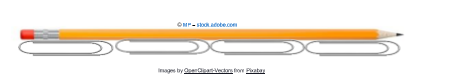 © M P – stock.adobe.com
Images by OpenClipart-Vectors from Pixabay